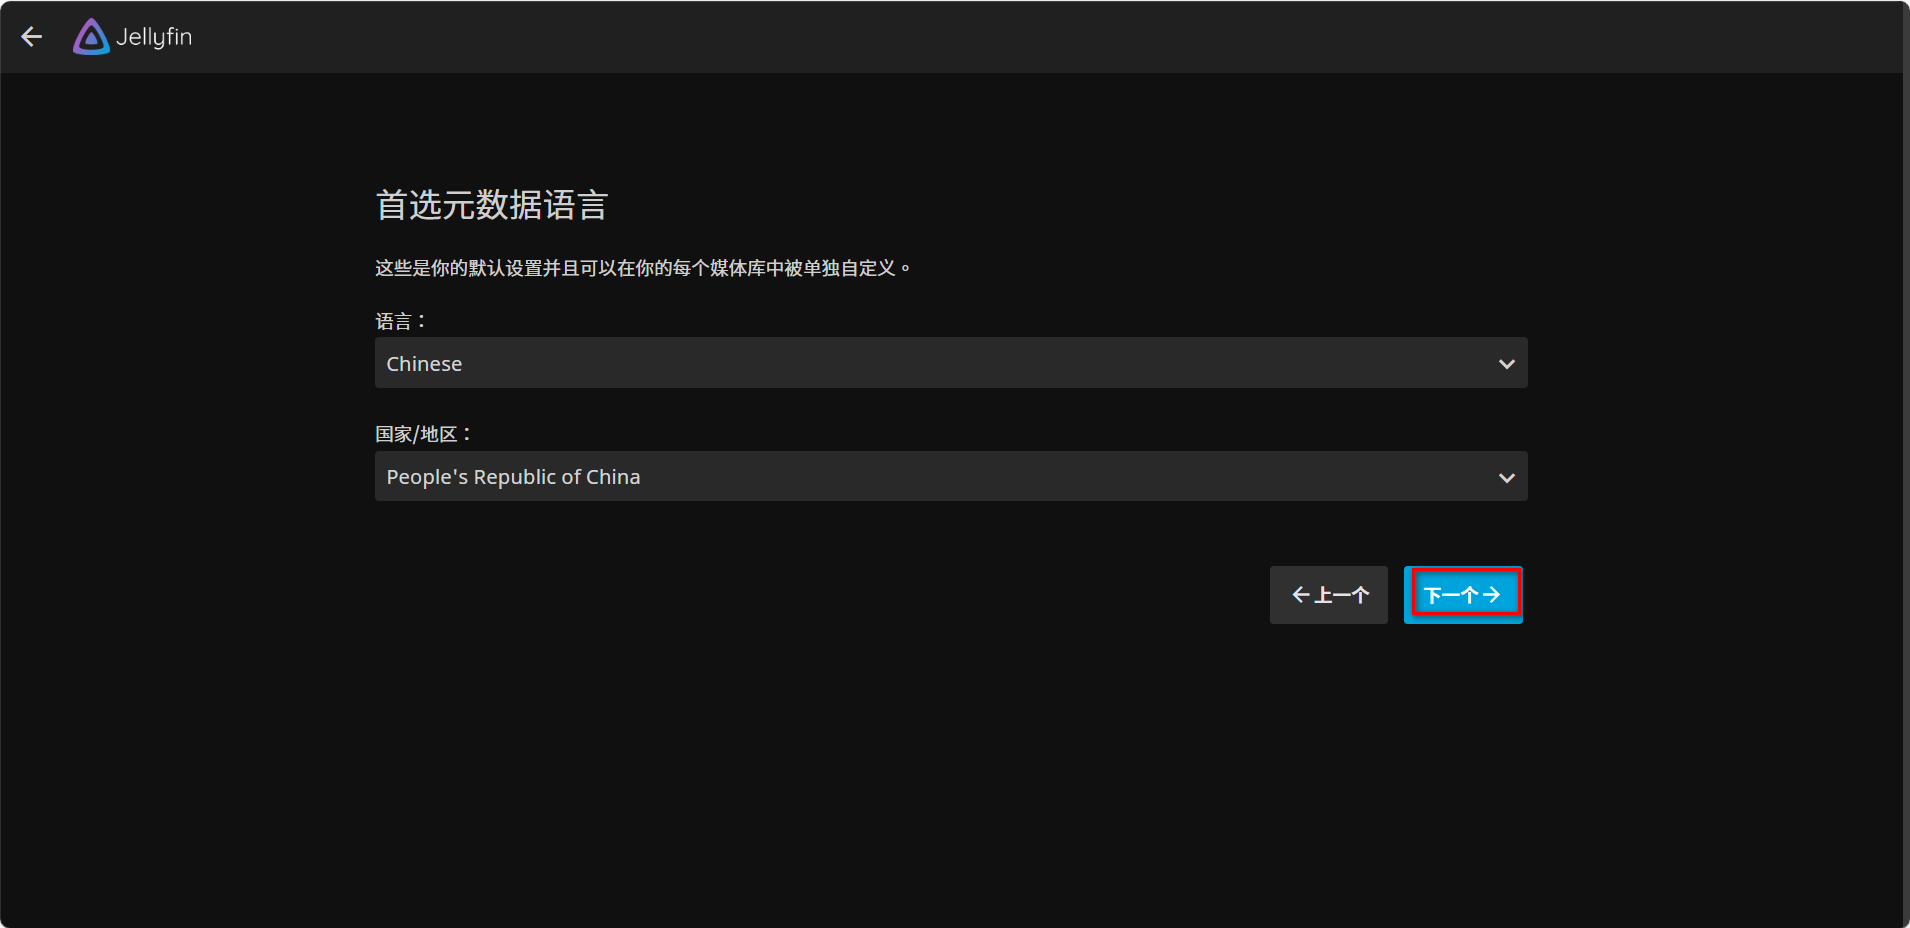 Jellyfin
首选元数据语言
这些是你的默认设置并且可以在你的每个媒体库中被单独自定义。
语言：
Chinese
国家/地区：
People's Republic of China
上一个
下一个